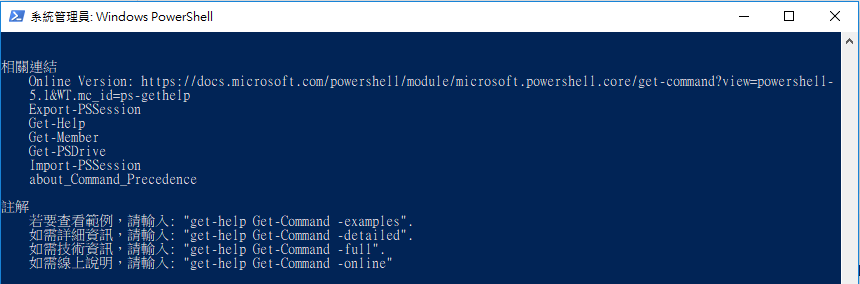 系統管理員: Windows PowerShell
相關連結
Online Version: https://docs.microsoft.com/powershell/module/microsoft.powershell.core/get-command?view=powershell-
5.1&WT.mc_id=ps-gethelp
Export-PSSession
Get-Help
Get-Member
Get-PSDrive
Import-PSSession
about_Command_Precedence
註解
若要查看範例，請輸入: "get-help Get-Command -examples".
如需詳細資訊，請輸入: "get-help Get-Command -detailed".
如需技術資訊，請輸入: "get-help Get-Command -full".
如需線上說明，請輸入: "get-help Get-Command -online"